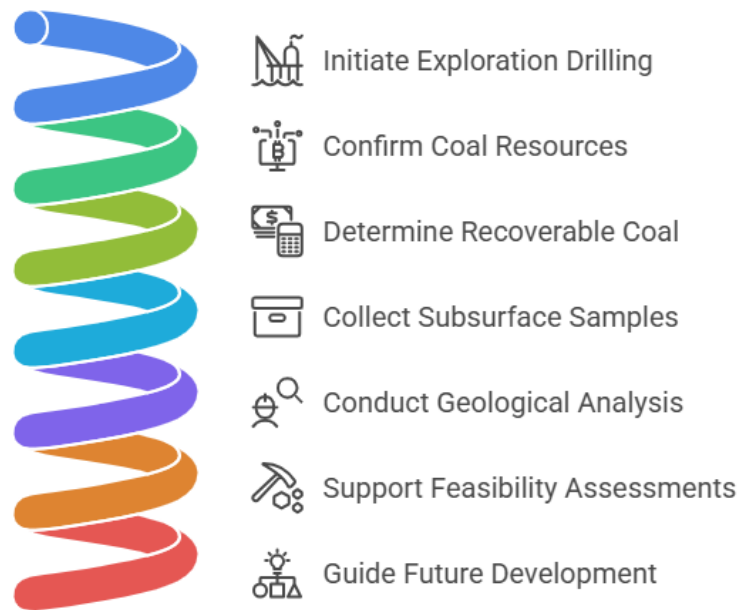 Initiate Exploration Drilling
Confirm Coal Resources
Determine Recoverable Coal
Collect Subsurface Samples
Conduct Geological Analysis
Support Feasibility Assessments
Guide Future Development